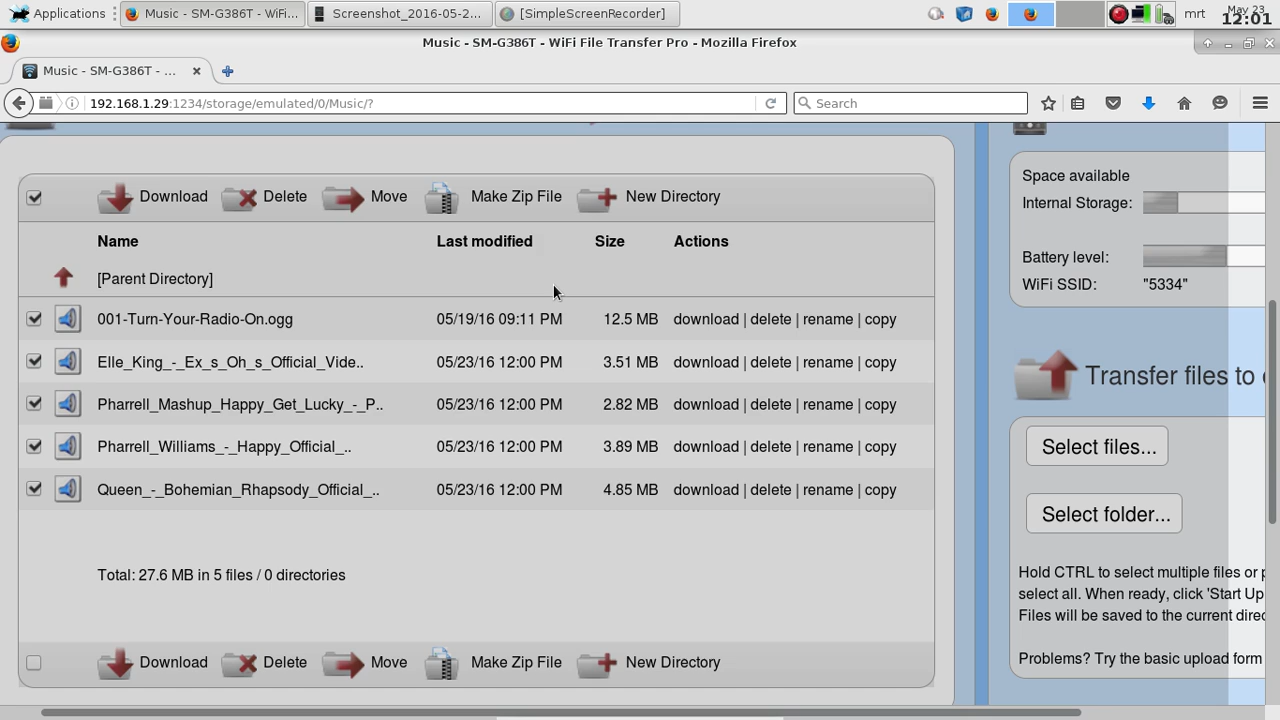 Applications
Music - SM-G386T - WiFi...
Screenshot_2016-05-2...
[SimpleScreenRecorder]
mrt
May 23
12:01
Music - SM-G386T - WiFi File Transfer Pro - Mozilla Firefox
Music - SM-G386T - ...
192.168.1.29:1234/storage/emulated/0/Music/?
Search
Download Delete Move Make Zip File New Directory
Name Last modified Size Actions
[Parent Directory]
001-Turn-Your-Radio-On.ogg 05/19/16 09:11 PM 12.5 MB download | delete | rename | copy
Elle_King_-_Ex_s_Oh_s_Official_Vide.. 05/23/16 12:00 PM 3.51 MB download | delete | rename | copy
Pharrell_Mashup_Happy_Get_Lucky_-_P.. 05/23/16 12:00 PM 2.82 MB download | delete | rename | copy
Pharrell_Williams_-_Happy_Official_.. 05/23/16 12:00 PM 3.89 MB download | delete | rename | copy
Queen_-_Bohemian_Rhapsody_Official_.. 05/23/16 12:00 PM 4.85 MB download | delete | rename | copy
Total: 27.6 MB in 5 files / 0 directories
Download Delete Move Make Zip File New Directory
Space available
Internal Storage:
Battery level:
WiFi SSID: "5334"
Transfer files to
Select files...
Select folder...
Hold CTRL to select multiple files or
select all. When ready, click 'Start Up
Files will be saved to the current direc
Problems? Try the basic upload form